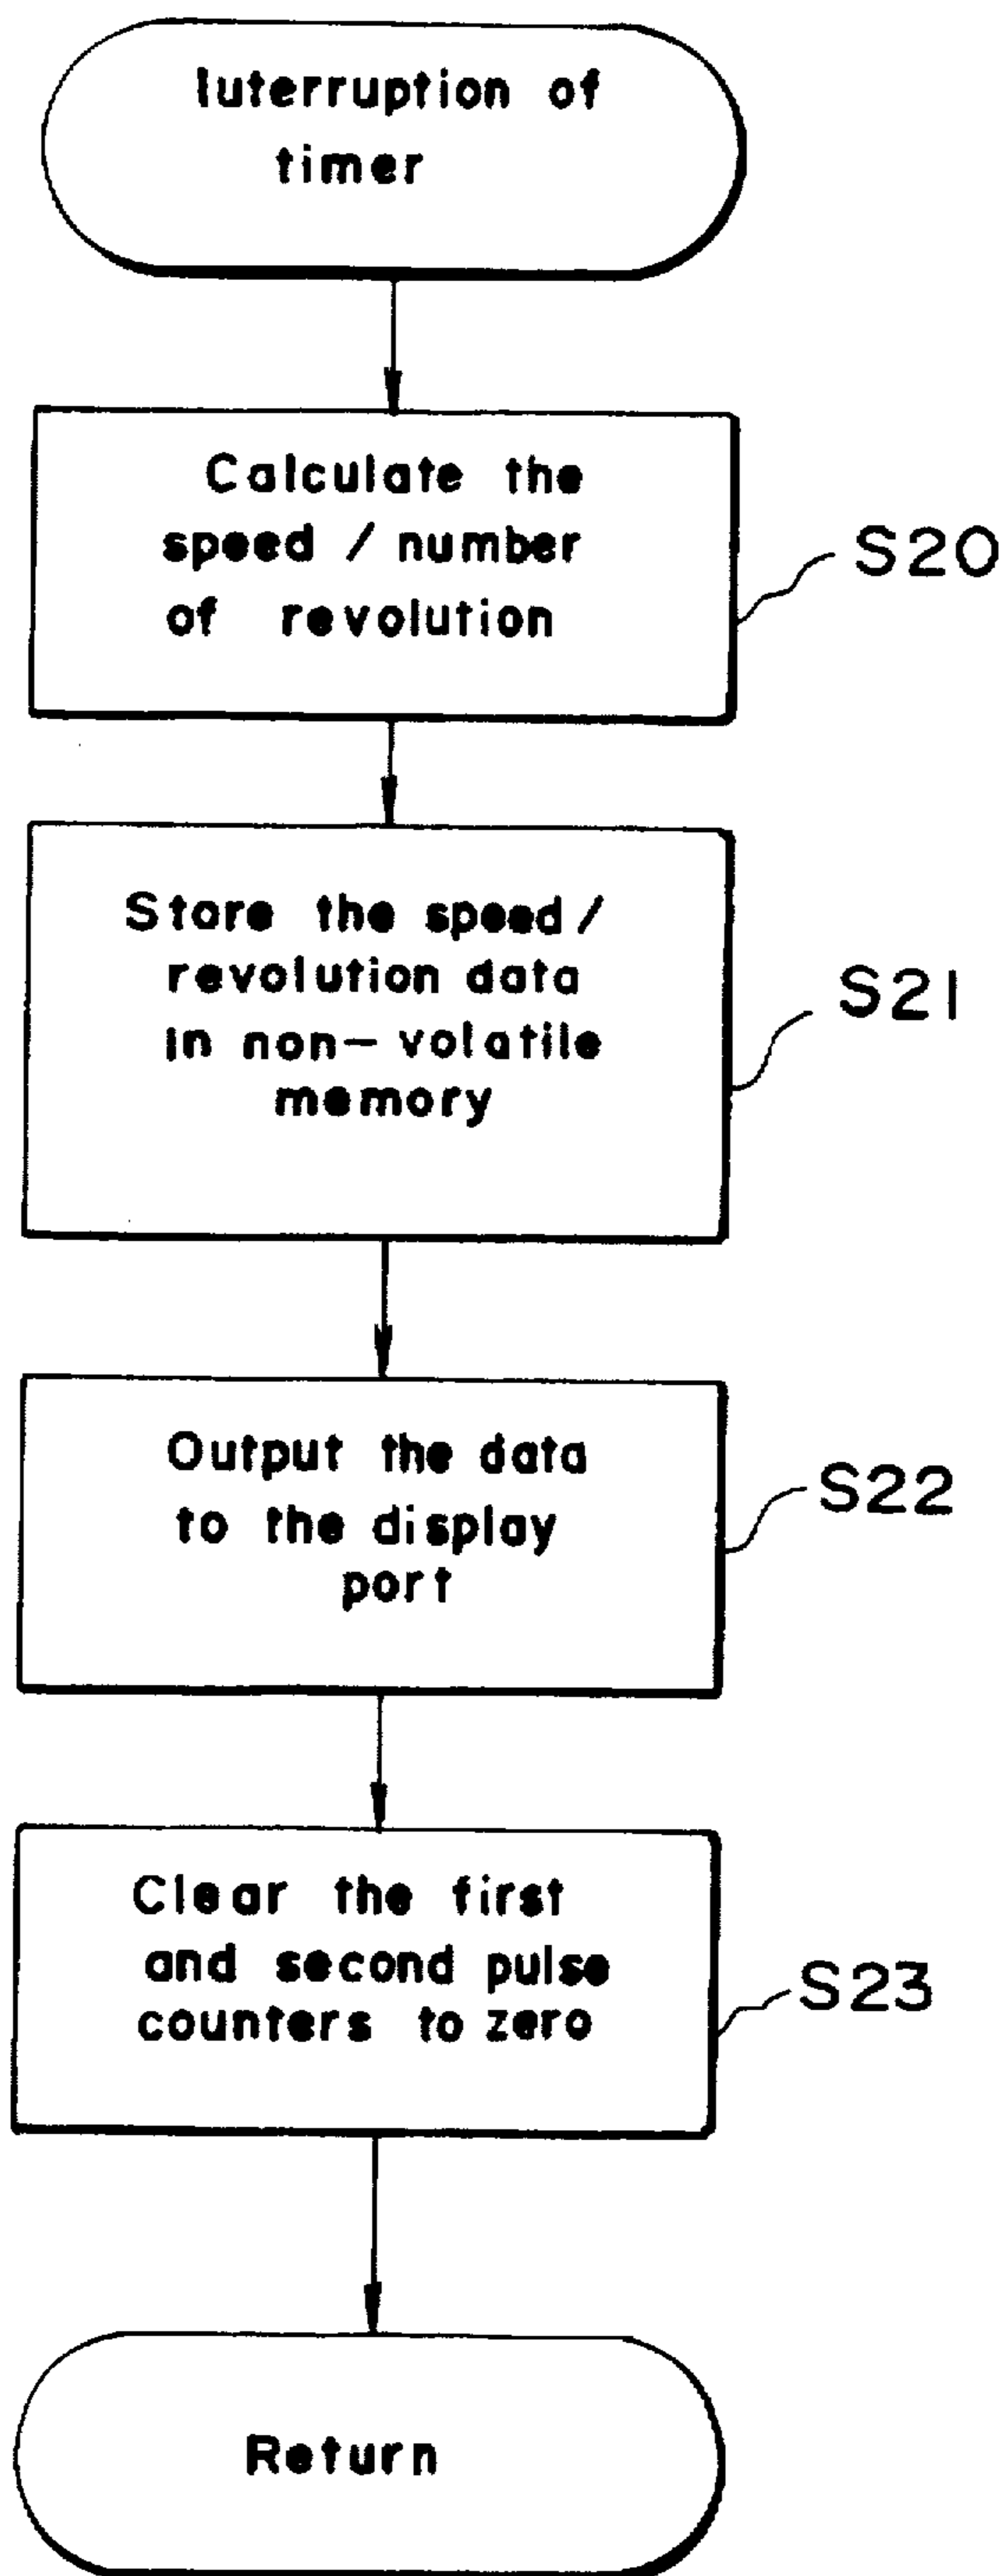 Iuterruption of
timer
Calculate the
speed / number
of revolution
S20
Store the speed /
revolution data
in non-volatile
memory
S21
Output the data
to the display
port
S22
Clear the first
and second pulse
counters to zero
S23
Return